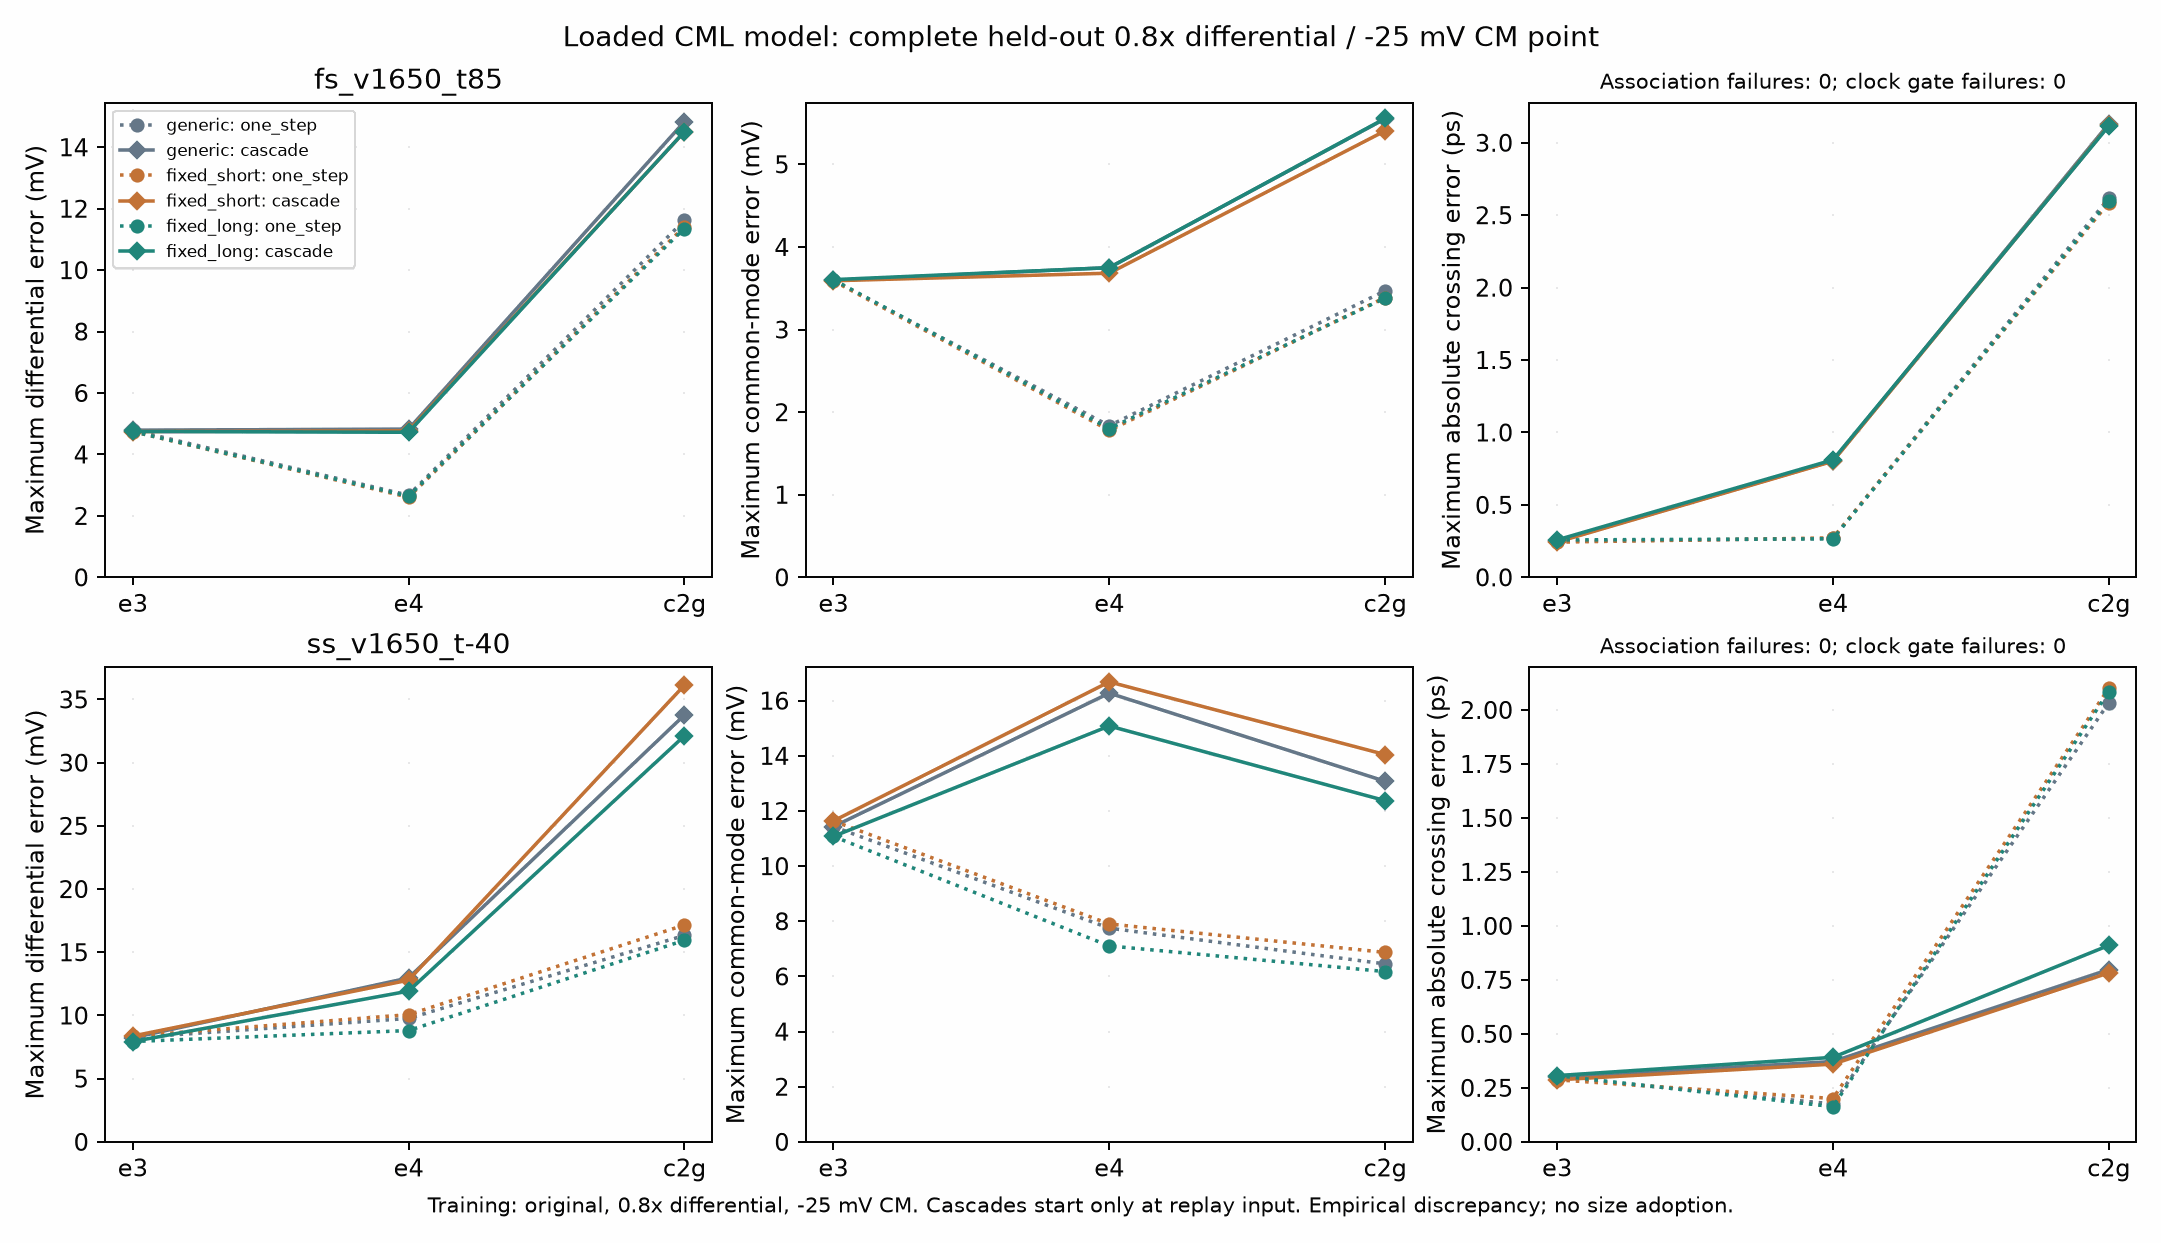 Loaded CML model: complete held-out 0.8x differential / -25 mV CM point
fs_v1650_t85
Association failures: 0; clock gate failures: 0
Maximum differential error (mV)
0
2
4
6
8
10
12
14
generic: one_step
generic: cascade
fixed_short: one_step
fixed_short: cascade
fixed_long: one_step
fixed_long: cascade
e3
e4
c2g
Maximum common-mode error (mV)
0
1
2
3
4
5
e3
e4
c2g
Maximum absolute crossing error (ps)
0.0
0.5
1.0
1.5
2.0
2.5
3.0
e3
e4
c2g
ss_v1650_t-40
Association failures: 0; clock gate failures: 0
Maximum differential error (mV)
0
5
10
15
20
25
30
35
e3
e4
c2g
Maximum common-mode error (mV)
0
2
4
6
8
10
12
14
16
e3
e4
c2g
Maximum absolute crossing error (ps)
0.00
0.25
0.50
0.75
1.00
1.25
1.50
1.75
2.00
e3
e4
c2g
Training: original, 0.8x differential, -25 mV CM. Cascades start only at replay input. Empirical discrepancy; no size adoption.